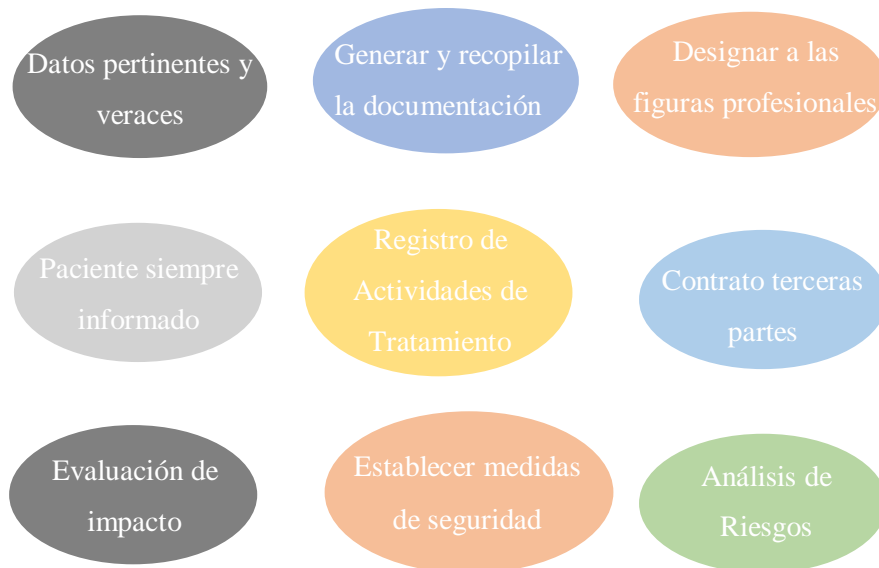 Datos pertinentes y
veraces
Generar y recopilar
la documentación
Designar a las
figuras profesionales
Paciente siempre
informado
Registro de
Actividades de
Tratamiento
Contrato terceras
partes
Evaluación de
impacto
Establecer medidas
de seguridad
Análisis de
Riesgos